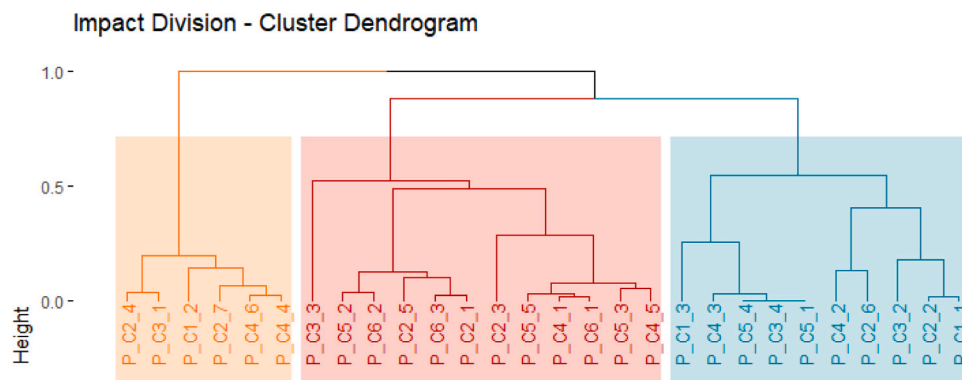 Impact Division - Cluster Dendrogram
1.0
0.5
0.0
Height
P_C2_4
P_C3_1
P_C1_2
P_C2_7
P_C4_6
P_C4_4
P_C3_3
P_C5_2
P_C6_2
P_C2_5
P_C6_3
P_C2_1
P_C2_3
P_C5_5
P_C4_1
P_C6_1
P_C5_3
P_C4_5
P_C1_3
P_C4_3
P_C5_4
P_C3_4
P_C5_1
P_C4_2
P_C2_6
P_C3_2
P_C2_2
P_C1_1